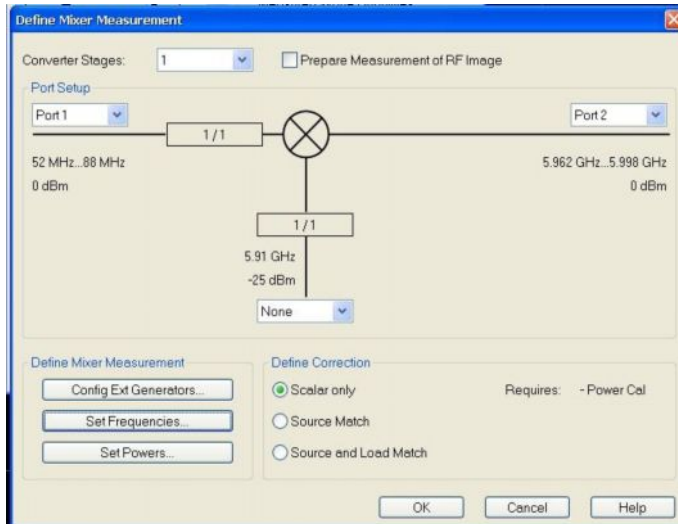 Define Mixer Measurement
Converter Stages: 1 Prepare Measurement of RF Image
Port Setup
Port 1 Port 2
1 / 1
52 MHz...88 MHz 5.962 GHz...5.998 GHz
0 dBm 0 dBm
1 / 1
5.91 GHz
-25 dBm
None
Define Mixer Measurement
Config Ext Generators...
Set Frequencies...
Set Powers...
Define Correction
Scalar only Requires: - Power Cal
Source Match
Source and Load Match
OK Cancel Help